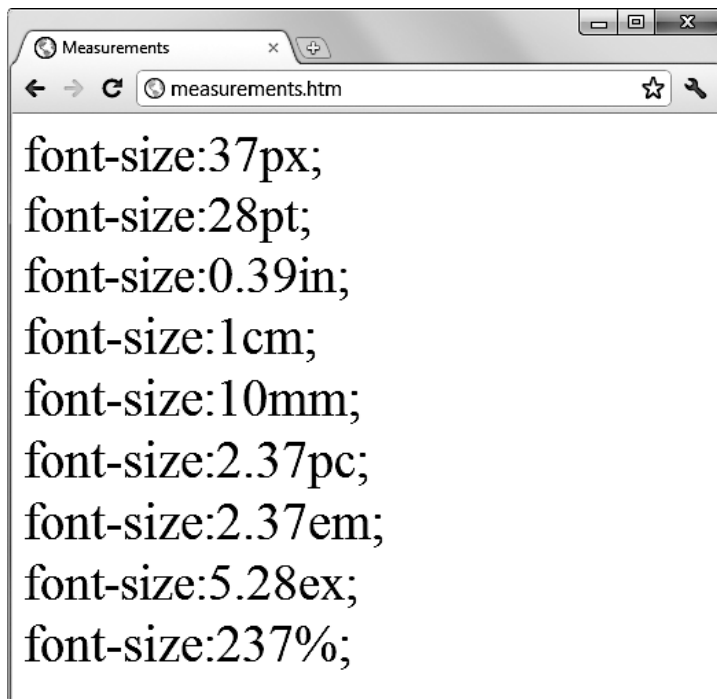 Measurements
measurements.htm
font-size:37px;
font-size:28pt;
font-size:0.39in;
font-size:1cm;
font-size:10mm;
font-size:2.37pc;
font-size:2.37em;
font-size:5.28ex;
font-size:237%;